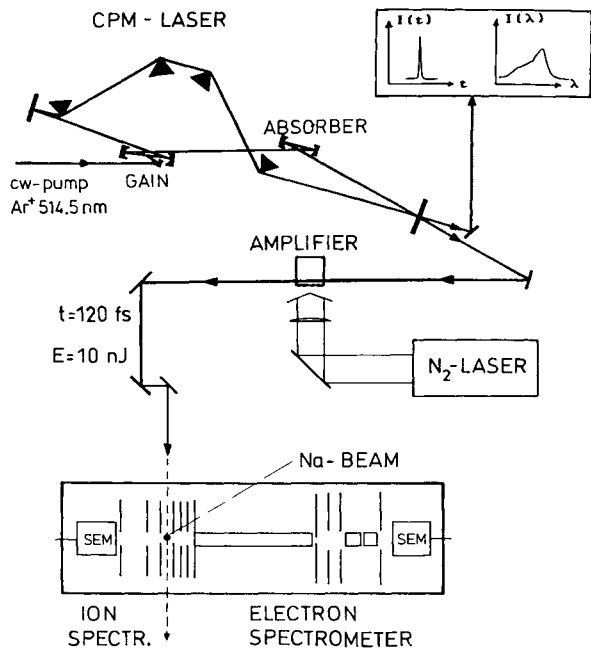 CPM - LASER
I(t)
I(λ)
t
λ
ABSORBER
GAIN
cw-pump
Ar⁺ 514.5 nm
AMPLIFIER
t=120 fs
E=10 nJ
N₂-LASER
Na-BEAM
SEM
SEM
ION
SPECTR.
ELECTRON
SPECTROMETER